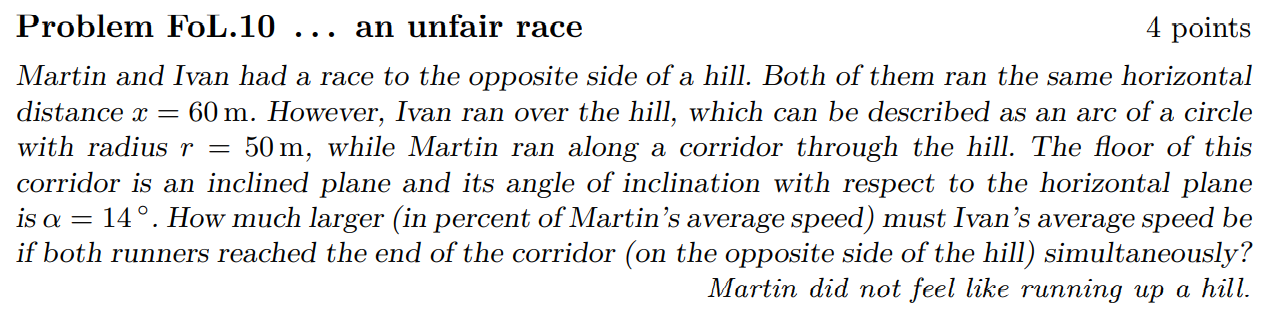 Problem FoL.10 ... an unfair race 4 points
Martin and Ivan had a race to the opposite side of a hill. Both of them ran the same horizontal
distance x = 60 m. However, Ivan ran over the hill, which can be described as an arc of a circle
with radius r = 50 m, while Martin ran along a corridor through the hill. The floor of this
corridor is an inclined plane and its angle of inclination with respect to the horizontal plane
is α = 14 °. How much larger (in percent of Martin's average speed) must Ivan's average speed be
if both runners reached the end of the corridor (on the opposite side of the hill) simultaneously?
Martin did not feel like running up a hill.